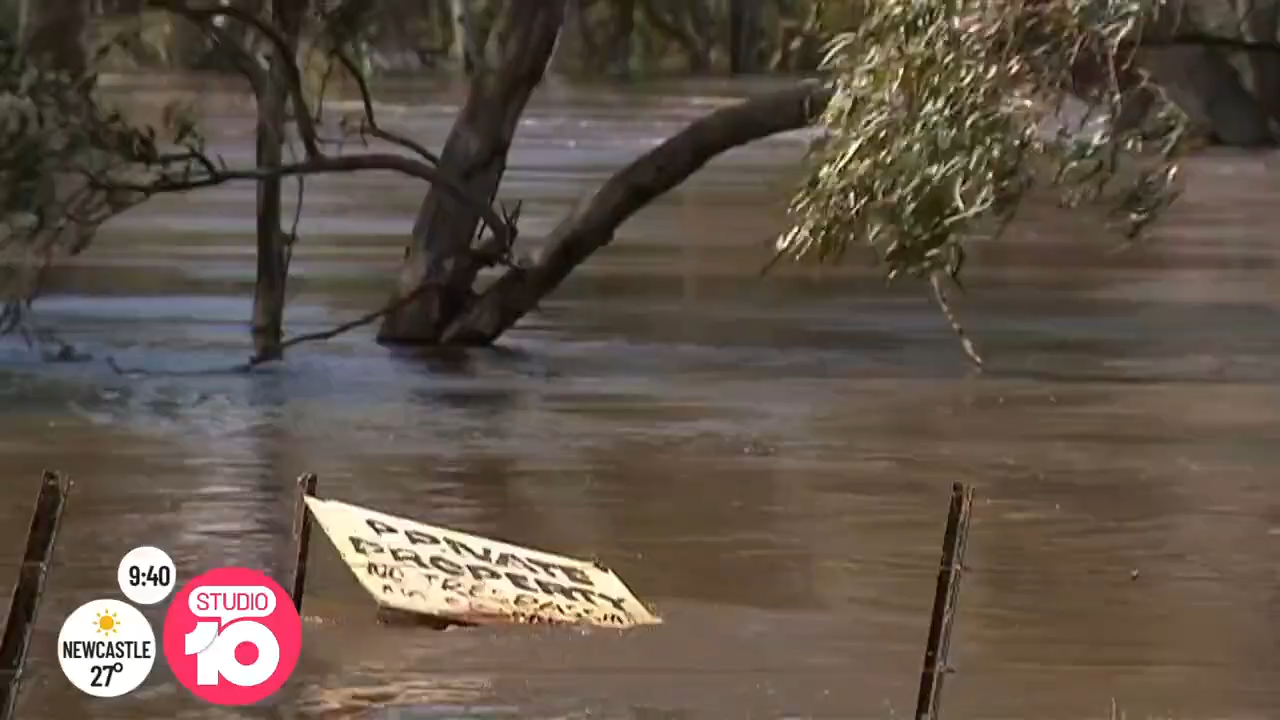 PRIVATE
PROPERTY
NO TRESPASSING
9:40
NEWCASTLE
27°
STUDIO
10